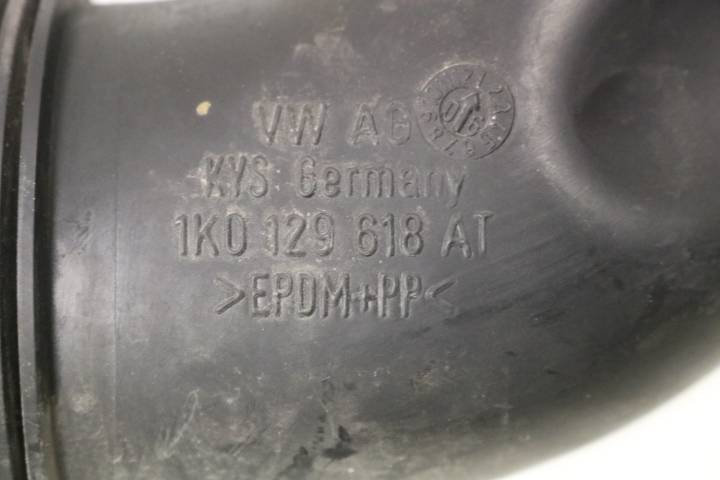 VW AG
KYS Germany
1K0 129 618 AT
>EPDM+PP<